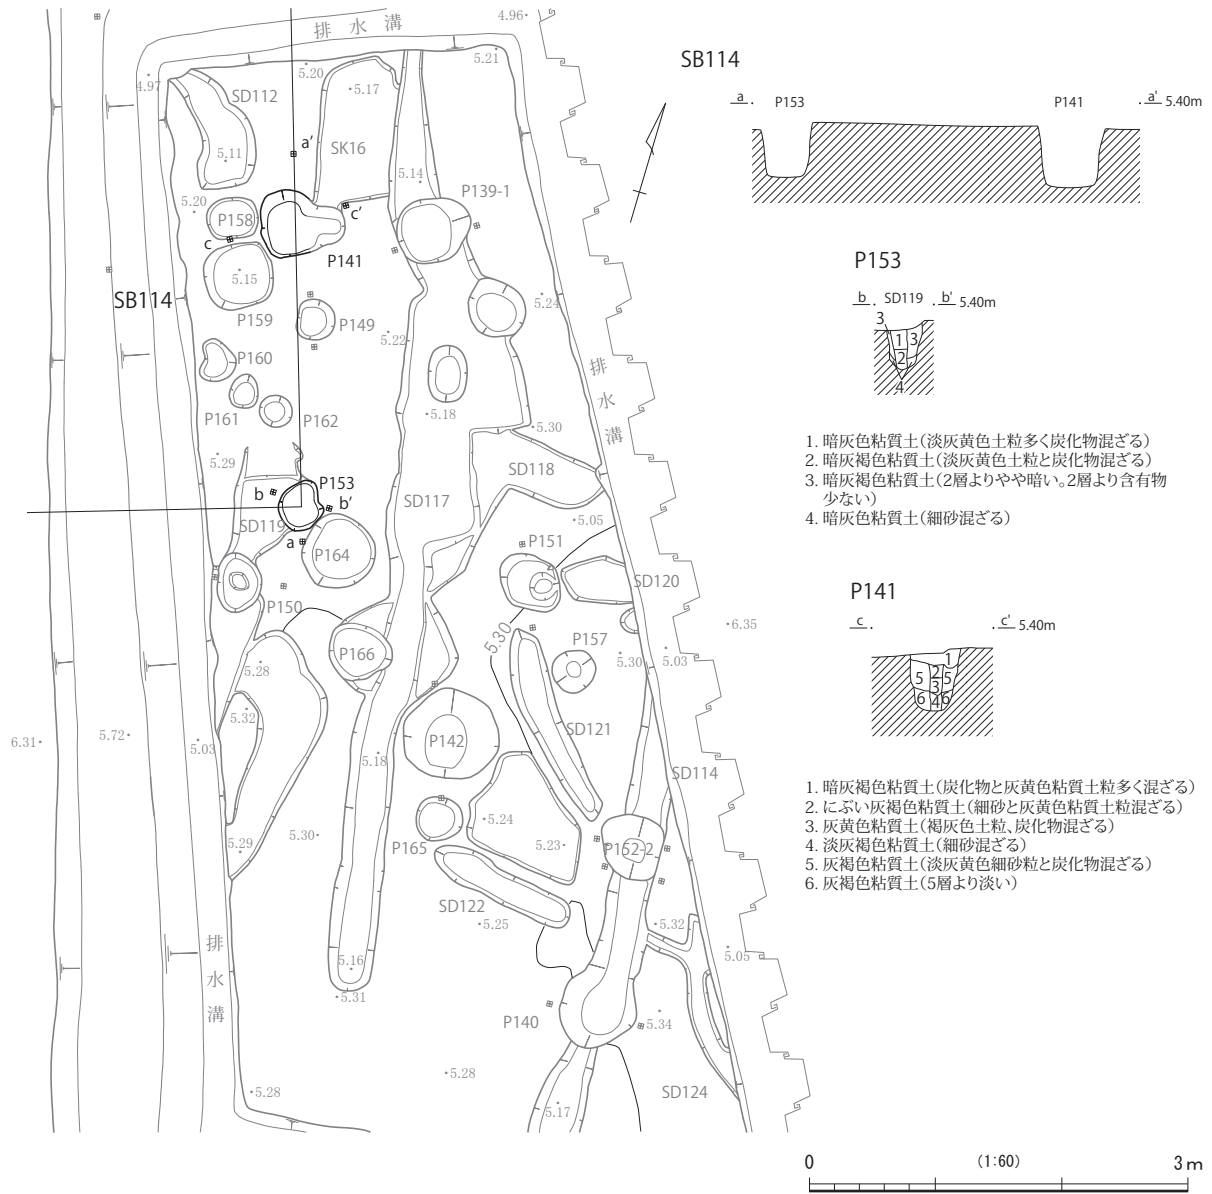 排水溝
4.96
4.97
SD112
5.20
5.17
5.21
5.11
a'
SK16
5.14
P139-1
5.20
P158
c
c'
P141
5.15
SB114
P159
P149
5.24
5.22
P160
排水溝
P161
P162
5.18
5.30
5.29
SD118
b
P153
b'
SD117
SD119
a
P164
5.05
P151
SD120
P150
5.30
P157
6.35
P166
5.28
5.30
5.03
5.32
6.31
5.72
5.03
P142
SD121
5.18
SD114
5.24
5.30
5.29
P165
5.23
P152-2
SD122
5.25
5.32
排水溝
5.05
5.16
5.31
P140
5.34
5.28
5.28
SD124
5.17
SB114
a
P153
P141
a' 5.40m
P153
b
SD119
b' 5.40m
3
1 3
2
4
1. 暗灰色粘質土(淡灰黄色土粒多く炭化物混ざる)
2. 暗灰褐色粘質土(淡灰黄色土粒と炭化物混ざる)
3. 暗灰褐色粘質土(2層よりやや暗い。2層より含有物
少ない)
4. 暗灰色粘質土(細砂混ざる)
P141
c
c' 5.40m
1
5 2 5
3
6 4 6
1. 暗灰褐色粘質土(炭化物と灰黄色粘質土粒多く混ざる)
2. にぶい灰褐色粘質土(細砂と灰黄色粘質土粒混ざる)
3. 灰黄色粘質土(褐灰色土粒、炭化物混ざる)
4. 淡灰褐色粘質土(細砂混ざる)
5. 灰褐色粘質土(淡灰黄色細砂粒と炭化物混ざる)
6. 灰褐色粘質土(5層より淡い)
0
(1:60)
3m